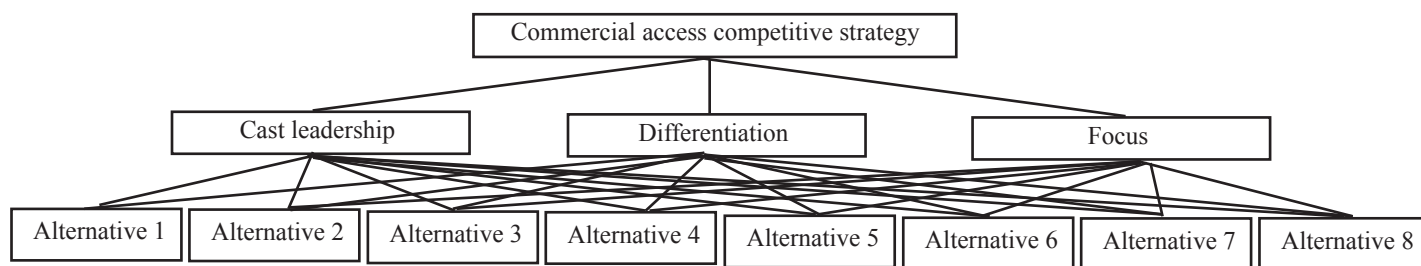 Commercial access competitive strategy
Cast leadership
Differentiation
Focus
Alternative 1
Alternative 2
Alternative 3
Alternative 4
Alternative 5
Alternative 6
Alternative 7
Alternative 8